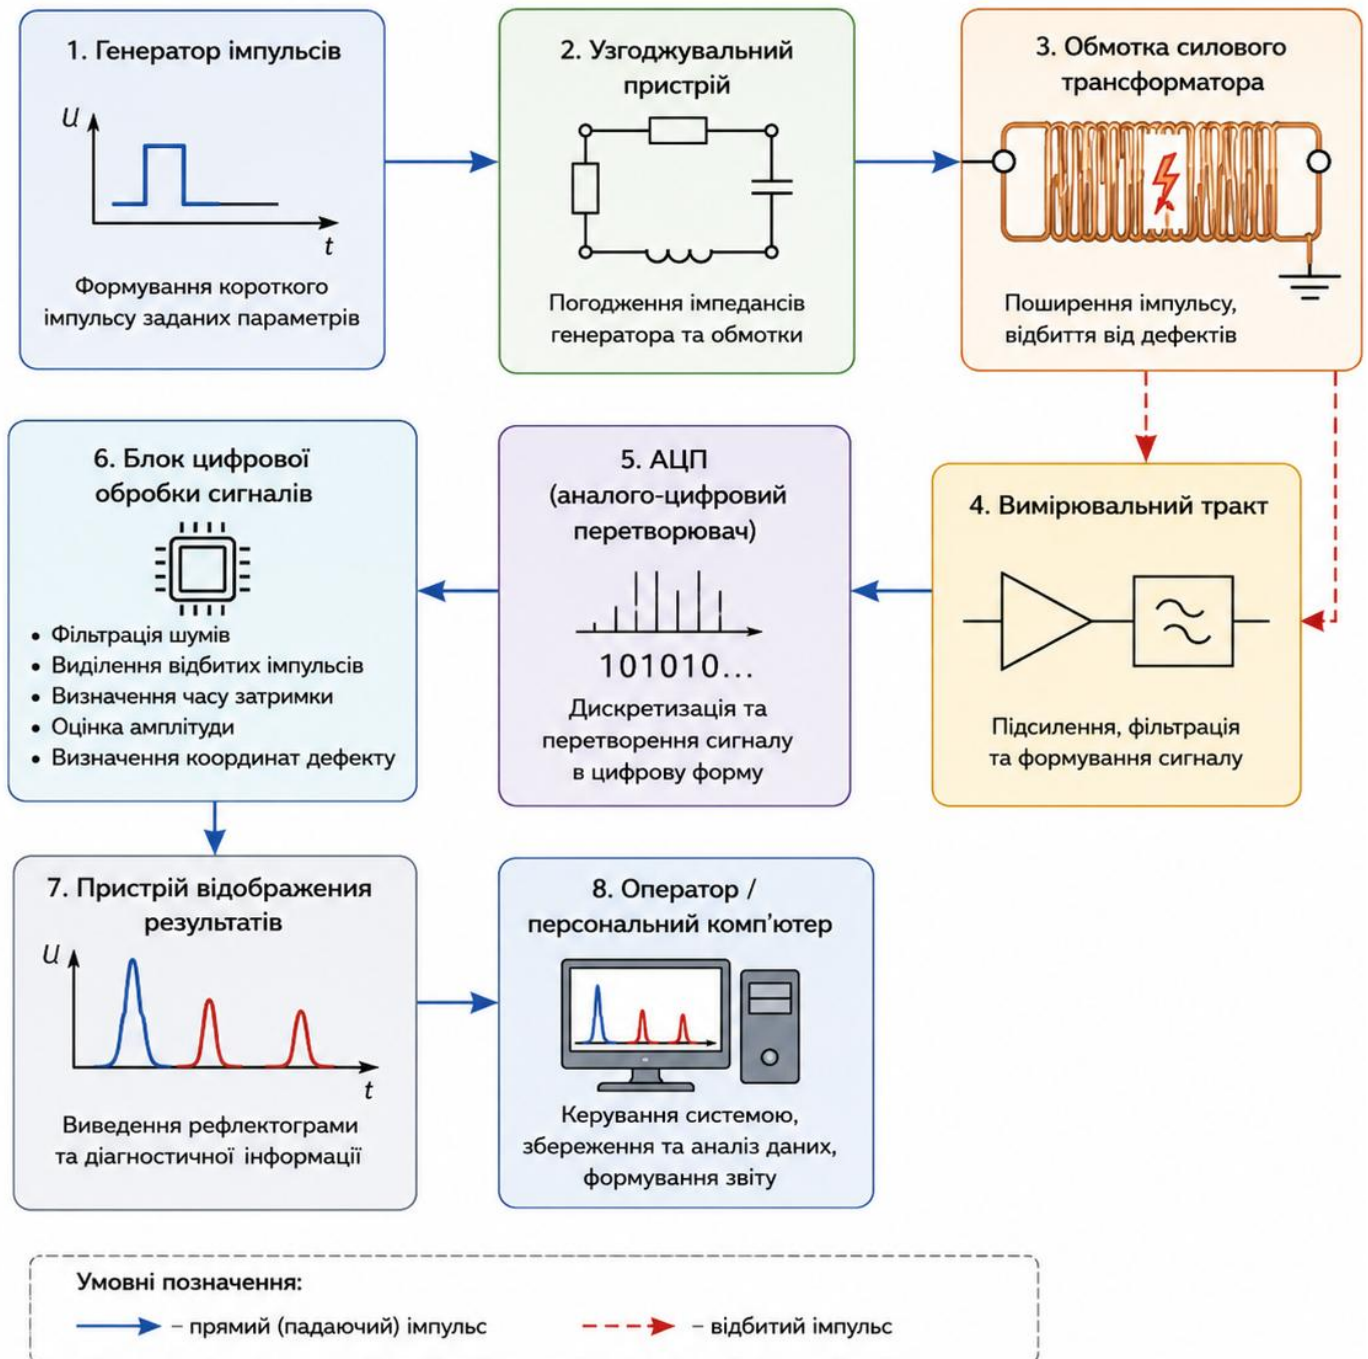 1. Генератор імпульсів
U
t
Формування короткого
імпульсу заданих параметрів
2. Узгоджувальний
пристрій
Погодження імпедансів
генератора та обмотки
3. Обмотка силового
трансформатора
Поширення імпульсу,
відбиття від дефектів
6. Блок цифрової
обробки сигналів
• Фільтрація шумів
• Виділення відбитих імпульсів
• Визначення часу затримки
• Оцінка амплітуди
• Визначення координат дефекту
5. АЦП
(аналого-цифровий
перетворювач)
101010...
Дискретизація та
перетворення сигналу
в цифрову форму
4. Вимірювальний тракт
Підсилення, фільтрація
та формування сигналу
7. Пристрій відображення
результатів
U
t
Виведення рефлектограми
та діагностичної інформації
8. Оператор /
персональний комп'ютер
Керування системою,
збереження та аналіз даних,
формування звіту
Умовні позначення:
– прямий (падаючий) імпульс
– відбитий імпульс